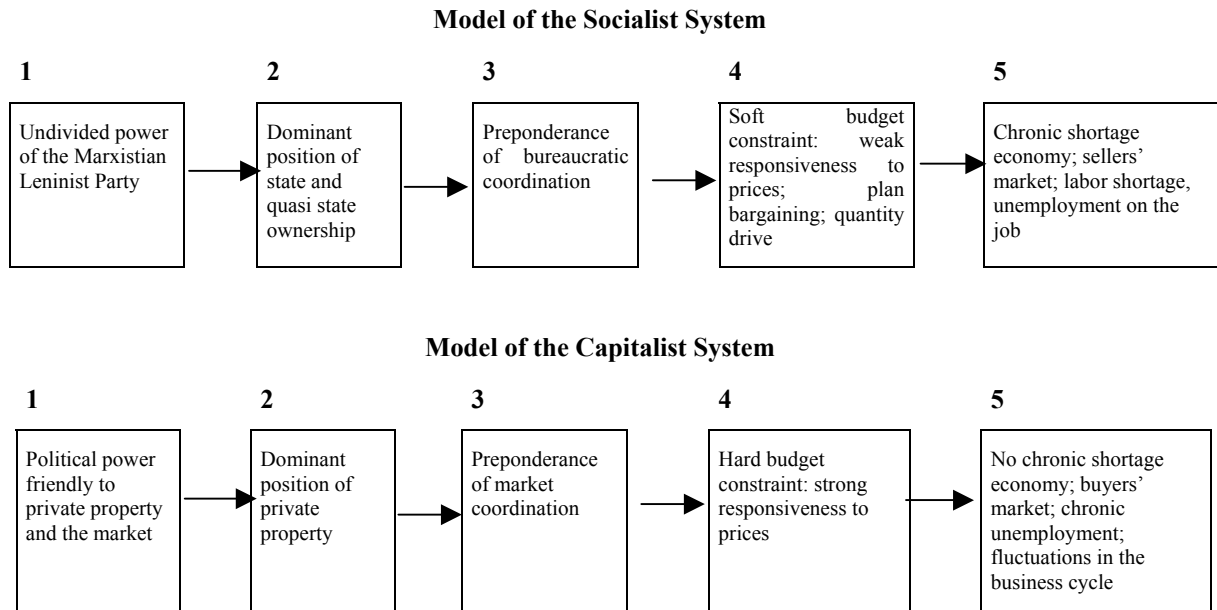 Model of the Socialist System
1
2
3
4
5
Undivided power
of the Marxistian
Leninist Party
Dominant
position of
state and
quasi state
ownership
Preponderance
of bureaucratic
coordination
Soft budget
constraint: weak
responsiveness to
prices; plan
bargaining; quantity
drive
Chronic shortage
economy; sellers’
market; labor shortage,
unemployment on the
job
Model of the Capitalist System
1
2
3
4
5
Political power
friendly to
private property
and the market
Dominant
position of
private
property
Preponderance
of market
coordination
Hard budget
constraint: strong
responsiveness to
prices
No chronic shortage
economy; buyers’
market; chronic
unemployment;
fluctuations in the
business cycle